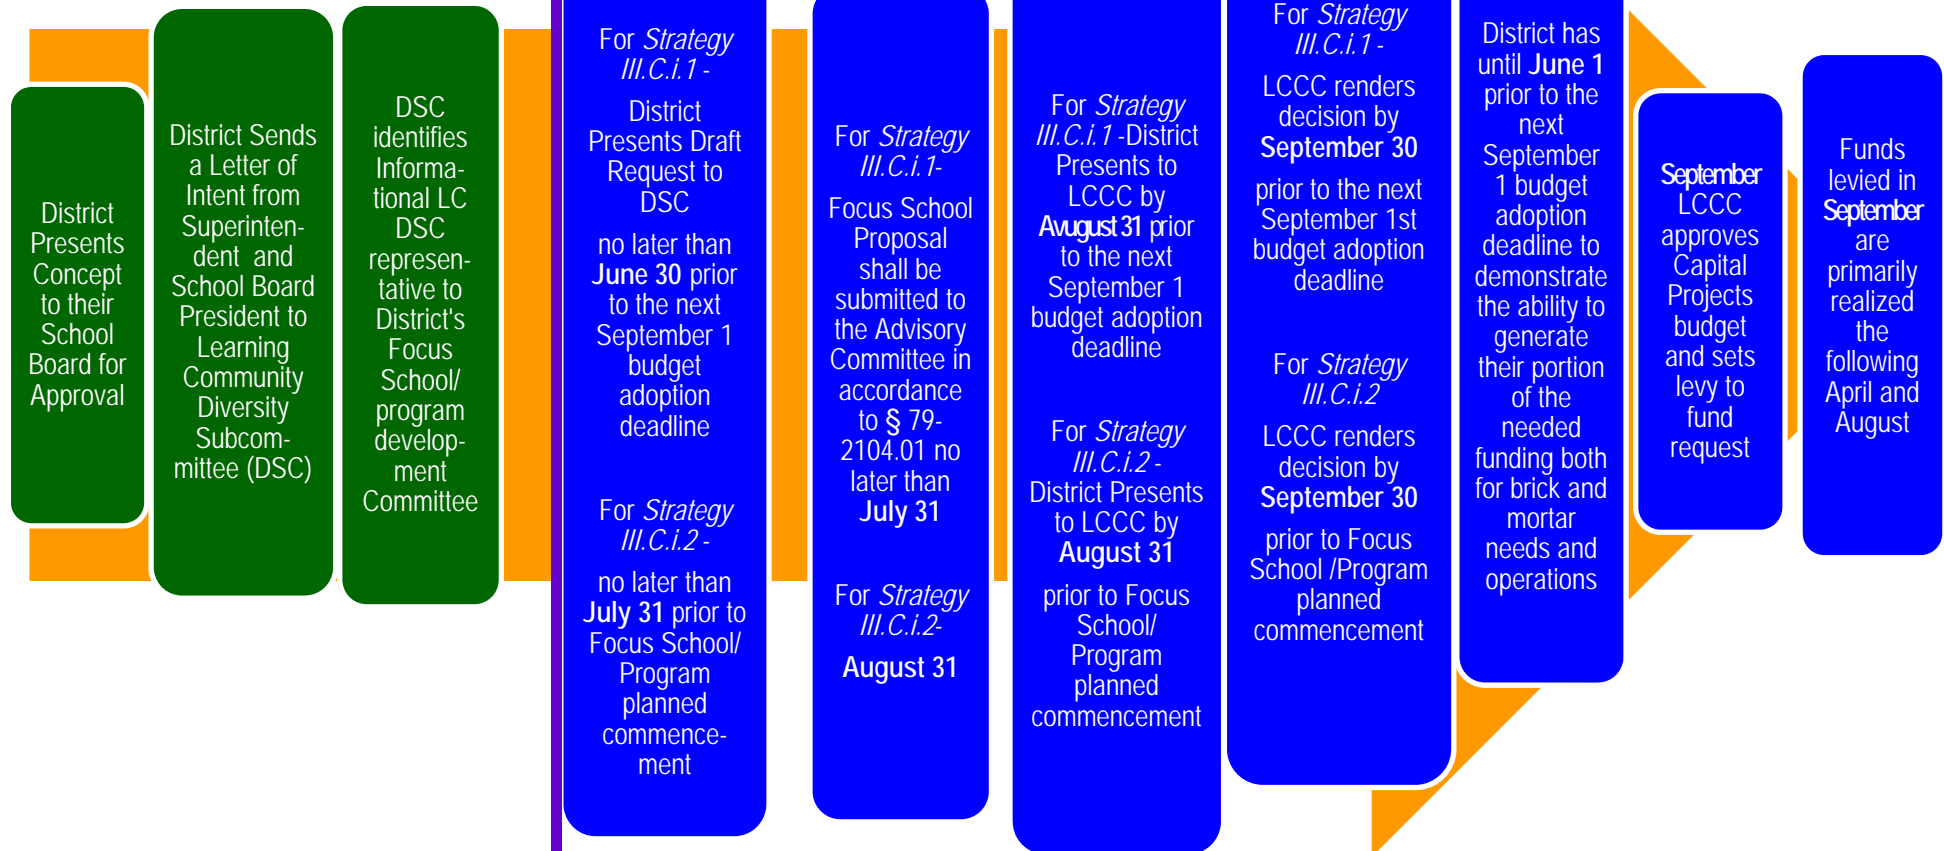 District
Presents
Concept
to their
School
Board for
Approval
District Sends
a Letter of
Intent from
Superinten-
dent and
School Board
President to
Learning
Community
Diversity
Subcom-
mittee (DSC)
DSC
identifies
Informa-
tional LC
DSC
represen-
tative to
District's
Focus
School/
program
develop-
ment
Committee
For Strategy
III.C.i.1 -
District
Presents Draft
Request to
DSC
no later than
June 30 prior
to the next
September 1
budget
adoption
deadline
For Strategy
III.C.i.2 -
no later than
July 31 prior to
Focus School/
Program
planned
commence-
ment
For Strategy
III.C.i.1-
Focus School
Proposal
shall be
submitted to
the Advisory
Committee in
accordance
to § 79-
2104.01 no
later than
July 31
For Strategy
III.C.i.2-
August 31
For Strategy
III.C.i.1 -District
Presents to
LCCC by
Avugust 31 prior
to the next
September 1
budget adoption
deadline
For Strategy
III.C.i.2 -
District Presents
to LCCC by
August 31
prior to Focus
School/
Program
planned
commencement
For Strategy
III.C.i.1 -
LCCC renders
decision by
September 30
prior to the next
September 1st
budget adoption
deadline
For Strategy
III.C.i.2
LCCC renders
decision by
September 30
prior to Focus
School /Program
planned
commencement
District has
until June 1
prior to the
next
September
1 budget
adoption
deadline to
demonstrate
the ability to
generate
their portion
of the
needed
funding both
for brick and
mortar
needs and
operations
September
LCCC
approves
Capital
Projects
budget
and sets
levy to
fund
request
Funds
levied in
September
are
primarily
realized
the
following
April and
August